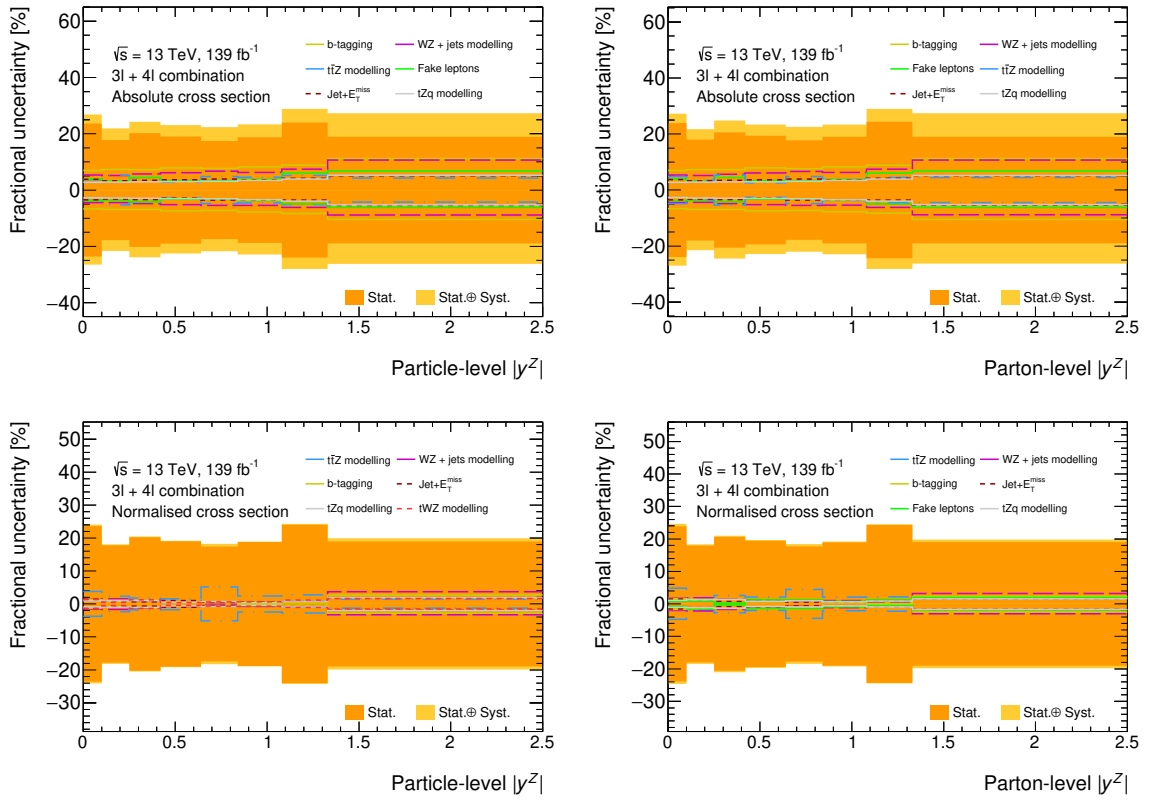 Fractional uncertainty [%]
60
40
20
0
−20
−40
√s = 13 TeV, 139 fb⁻¹
3l + 4l combination
Absolute cross section
b-tagging
WZ + jets modelling
tt̄Z modelling
Fake leptons
Jet+E_T^miss
tZq modelling
Stat.
Stat.⊕ Syst.
0 0.5 1 1.5 2 2.5
Particle-level |y^Z|
Fractional uncertainty [%]
60
40
20
0
−20
−40
√s = 13 TeV, 139 fb⁻¹
3l + 4l combination
Absolute cross section
b-tagging
WZ + jets modelling
Fake leptons
tt̄Z modelling
Jet+E_T^miss
tZq modelling
Stat.
Stat.⊕ Syst.
0 0.5 1 1.5 2 2.5
Parton-level |y^Z|
Fractional uncertainty [%]
50
40
30
20
10
0
−10
−20
−30
√s = 13 TeV, 139 fb⁻¹
3l + 4l combination
Normalised cross section
tt̄Z modelling
WZ + jets modelling
b-tagging
Jet+E_T^miss
tZq modelling
tWZ modelling
Stat.
Stat.⊕ Syst.
0 0.5 1 1.5 2 2.5
Particle-level |y^Z|
Fractional uncertainty [%]
50
40
30
20
10
0
−10
−20
−30
√s = 13 TeV, 139 fb⁻¹
3l + 4l combination
Normalised cross section
tt̄Z modelling
WZ + jets modelling
b-tagging
Jet+E_T^miss
Fake leptons
tZq modelling
Stat.
Stat.⊕ Syst.
0 0.5 1 1.5 2 2.5
Parton-level |y^Z|